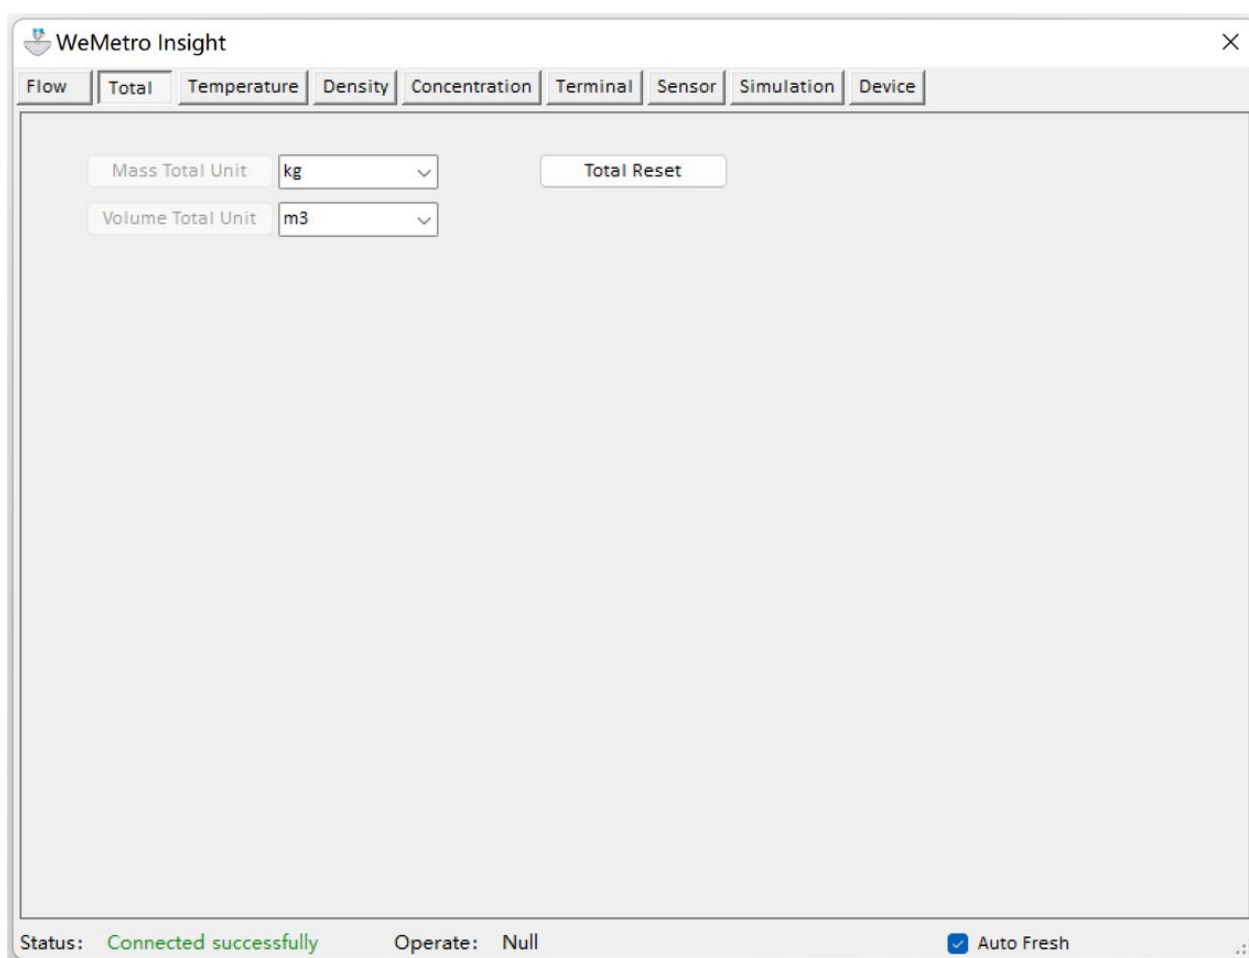 WeMetro Insight
Flow Total Temperature Density Concentration Terminal Sensor Simulation Device
Mass Total Unit kg Total Reset
Volume Total Unit m3
Status: Connected successfully Operate: Null Auto Fresh